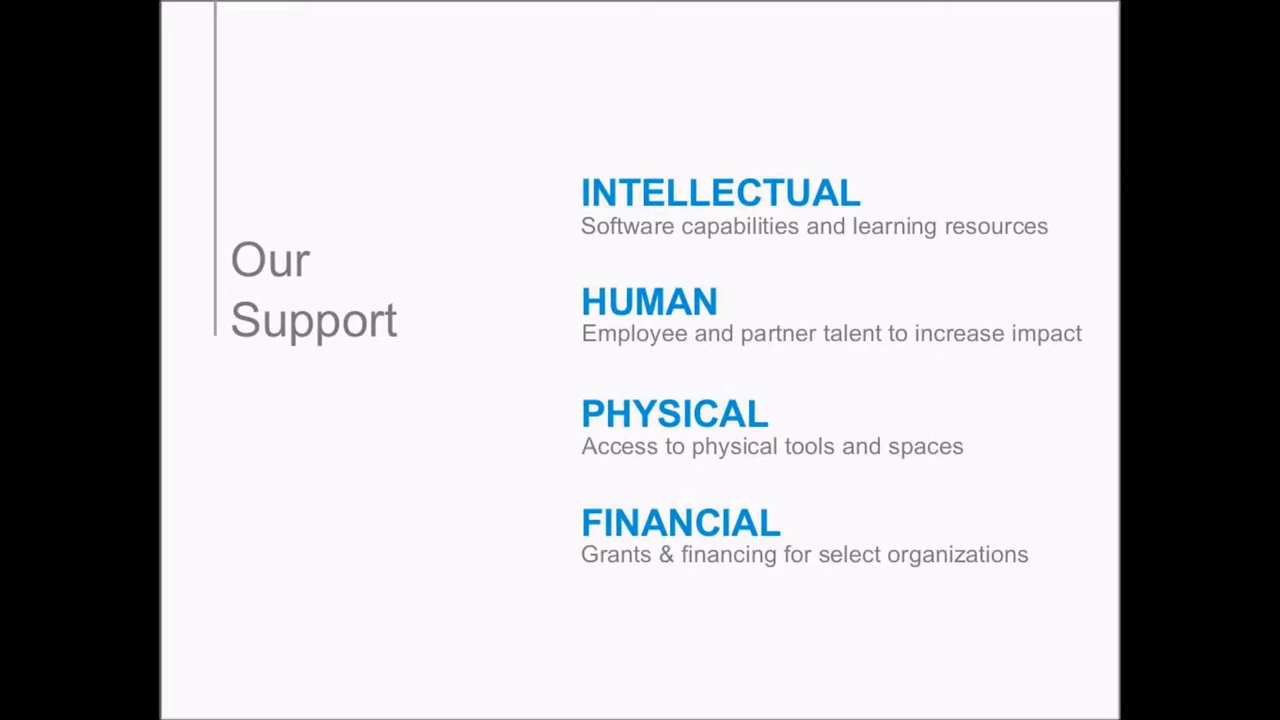 Our
Support
INTELLECTUAL
Software capabilities and learning resources
HUMAN
Employee and partner talent to increase impact
PHYSICAL
Access to physical tools and spaces
FINANCIAL
Grants & financing for select organizations